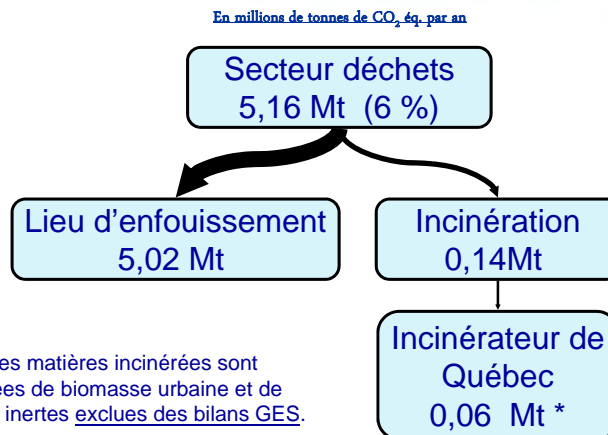 En millions de tonnes de CO₂ éq. par an
Secteur déchets
5,16 Mt (6 %)
Lieu d'enfouissement
5,02 Mt
Incinération
0,14Mt
Incinérateur de
Québec
0,06 Mt *
es matières incinérées sont
ées de biomasse urbaine et de
inertes exclues des bilans GES.